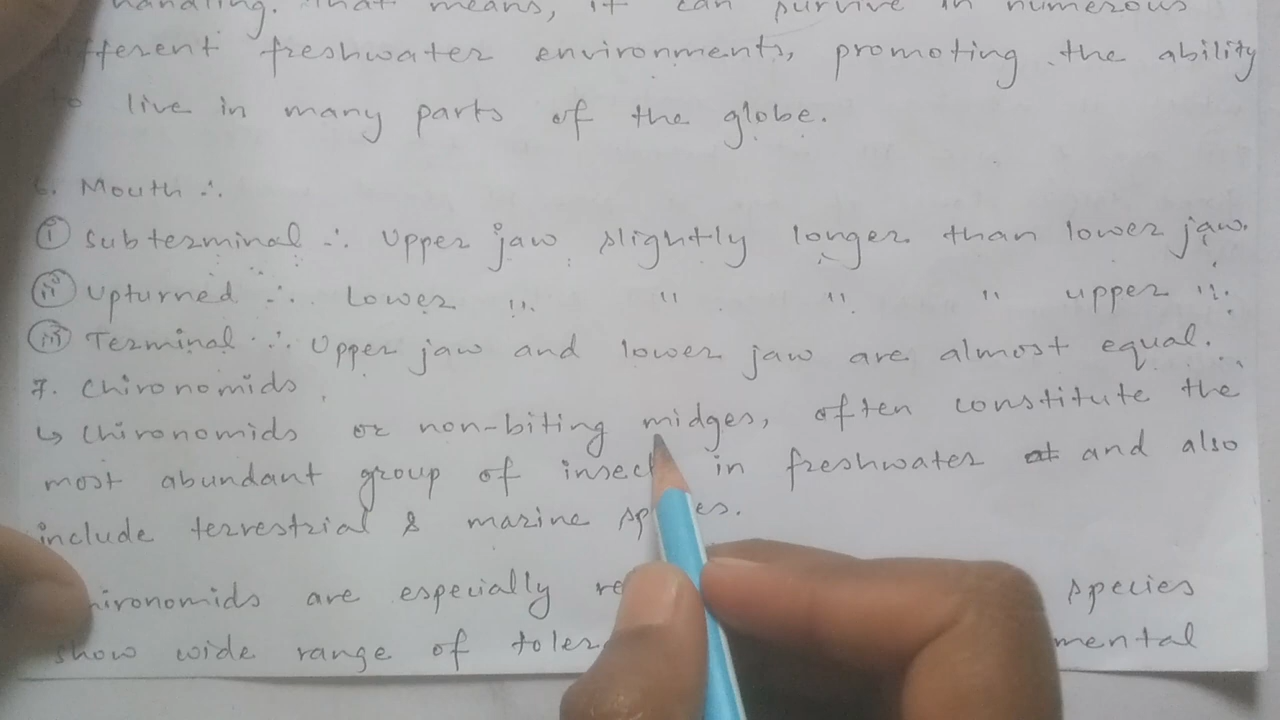 handling. That means, it can survive in numerous
different freshwater environments, promoting the ability
to live in many parts of the globe.
6. Mouth ∴
(i) Subterminal ∴ Upper jaw slightly longer than lower jaw.
(ii) Upturned ∴ Lower " " " " upper ".
(iii) Terminal ∴ Upper jaw and lower jaw are almost equal.
7. Chironomids
↳ Chironomids or non-biting midges, often constitute the
most abundant group of insect in freshwater and also
include terrestrial & marine
hironomids are especially species
show wide range of mental